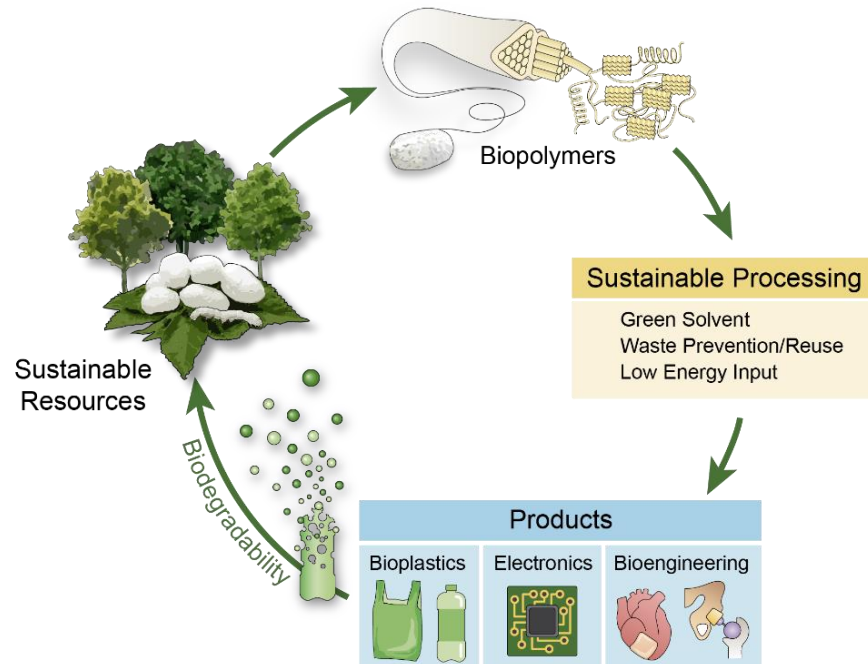 Biopolymers
Sustainable Processing
Green Solvent
Waste Prevention/Reuse
Low Energy Input
Products
Bioplastics
Electronics
Bioengineering
Biodegradability
Sustainable
Resources